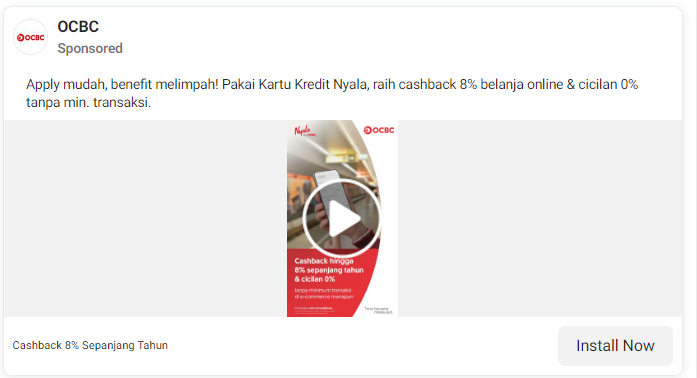 OCBC
OCBC
Sponsored
Apply mudah, benefit melimpah! Pakai Kartu Kredit Nyala, raih cashback 8% belanja online & cicilan 0%
tanpa min. transaksi.
Nyala
OCBC
Cashback hingga
8% sepanjang tahun
& cicilan 0%
tanpa minimum transaksi
di e-commerce manapun
Cashback 8% Sepanjang Tahun
Install Now